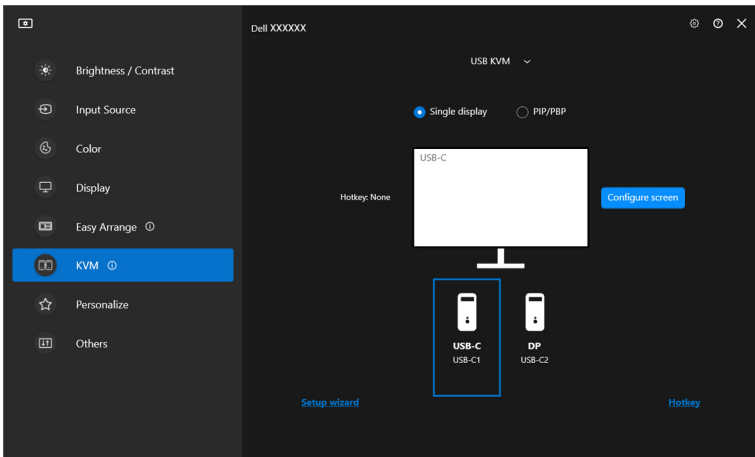 Dell XXXXXX
Brightness / Contrast
Input Source
Color
Display
Easy Arrange
KVM
Personalize
Others
USB KVM
Single display
PIP/PBP
USB-C
Hotkey: None
Configure screen
USB-C
USB-C1
DP
USB-C2
Setup wizard
Hotkey